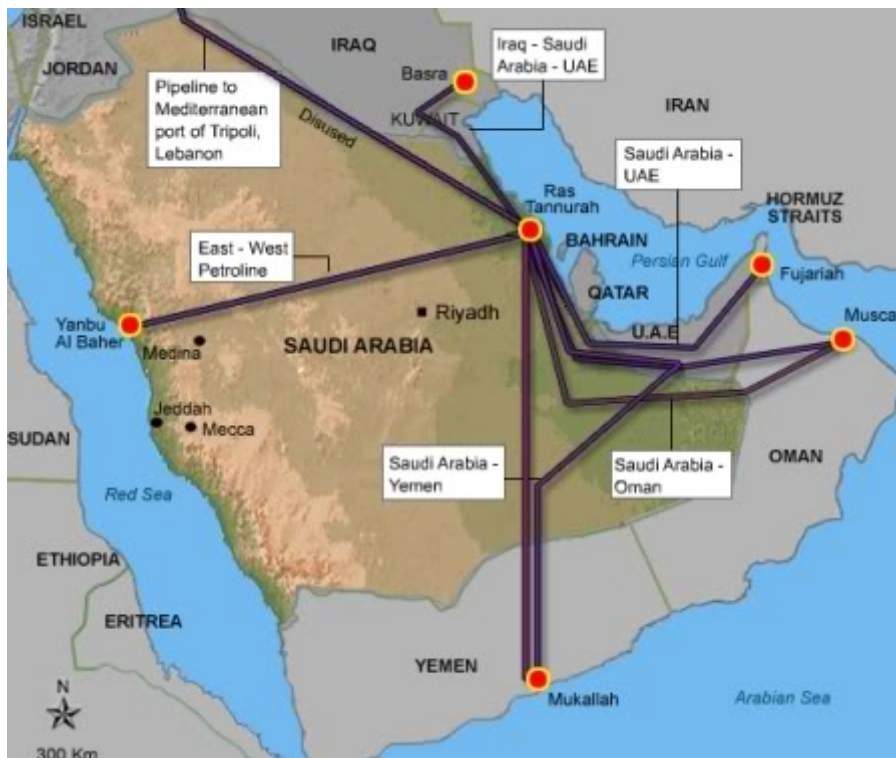 ISRAEL
IRAQ
JORDAN
Iraq - Saudi
Arabia - UAE
Basra
Pipeline to
Mediterranean
port of Tripoli,
Lebanon
Disused
KUWAIT
IRAN
Saudi Arabia -
UAE
Ras
Tannurah
HORMUZ
STRAITS
BAHRAIN
Persian Gulf
Fujariah
East - West
Petroline
QATAR
Yanbu
Al Baher
Riyadh
Musca
U.A.E
Medina
SAUDI ARABIA
Jeddah
Mecca
SUDAN
Saudi Arabia -
Yemen
Saudi Arabia -
Oman
OMAN
Red Sea
ETHIOPIA
ERITREA
YEMEN
Mukallah
Arabian Sea
N
300 Km